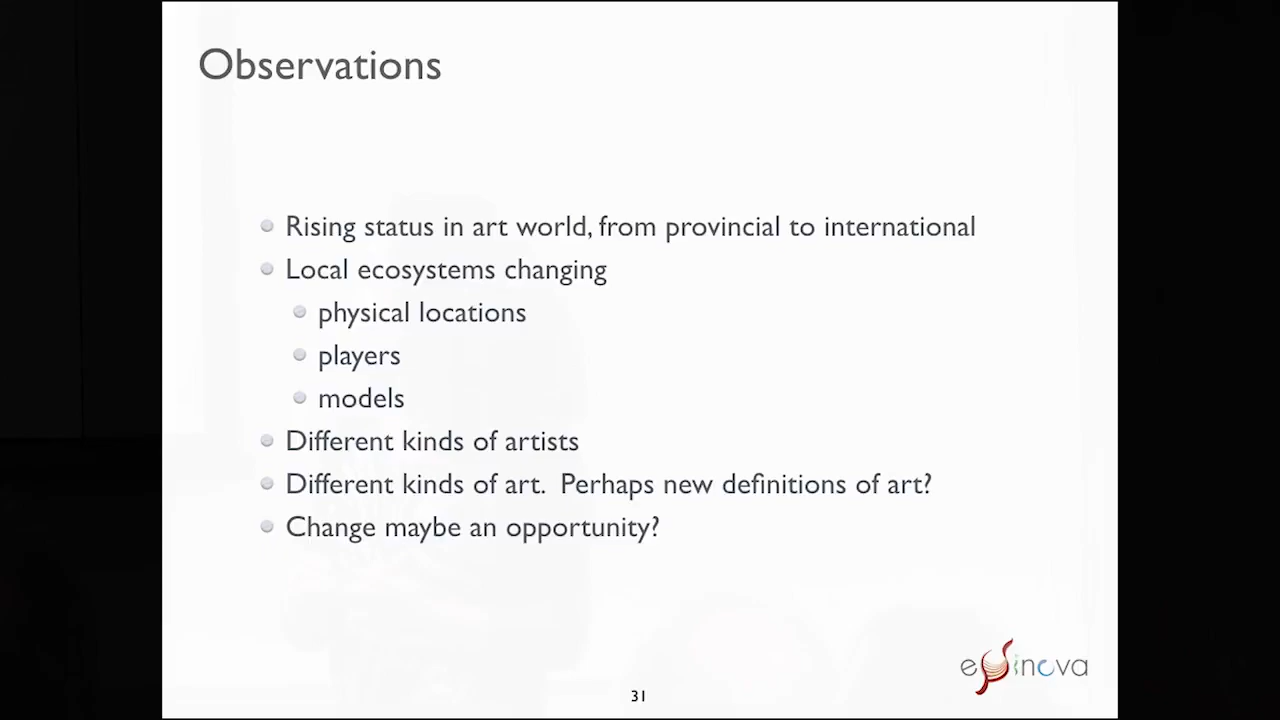 Observations
Rising status in art world, from provincial to international
Local ecosystems changing
physical locations
players
models
Different kinds of artists
Different kinds of art. Perhaps new definitions of art?
Change maybe an opportunity?
31